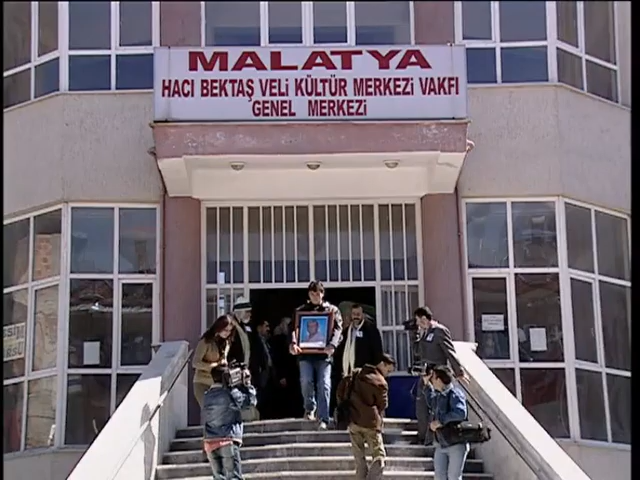 MALATYA
HACI BEKTAŞ VELİ KÜLTÜR MERKEZİ VAKFI
GENEL MERKEZİ